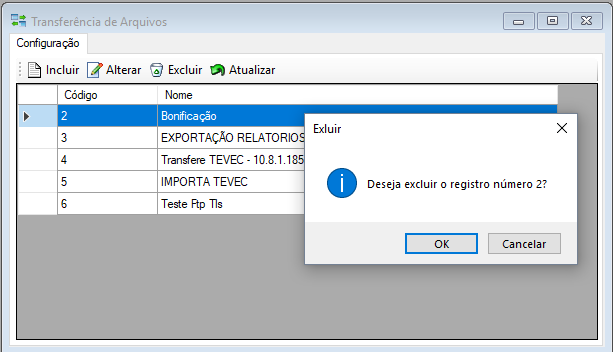 Transferência de Arquivos
Configuração
Incluir Alterar Excluir Atualizar
Código Nome
2 Bonificação
3 EXPORTAÇÃO RELATORIOS
4 Transfere TEVEC - 10.8.1.185
5 IMPORTA TEVEC
6 Teste Ftp Tls
Exluir
Deseja excluir o registro número 2?
OK Cancelar